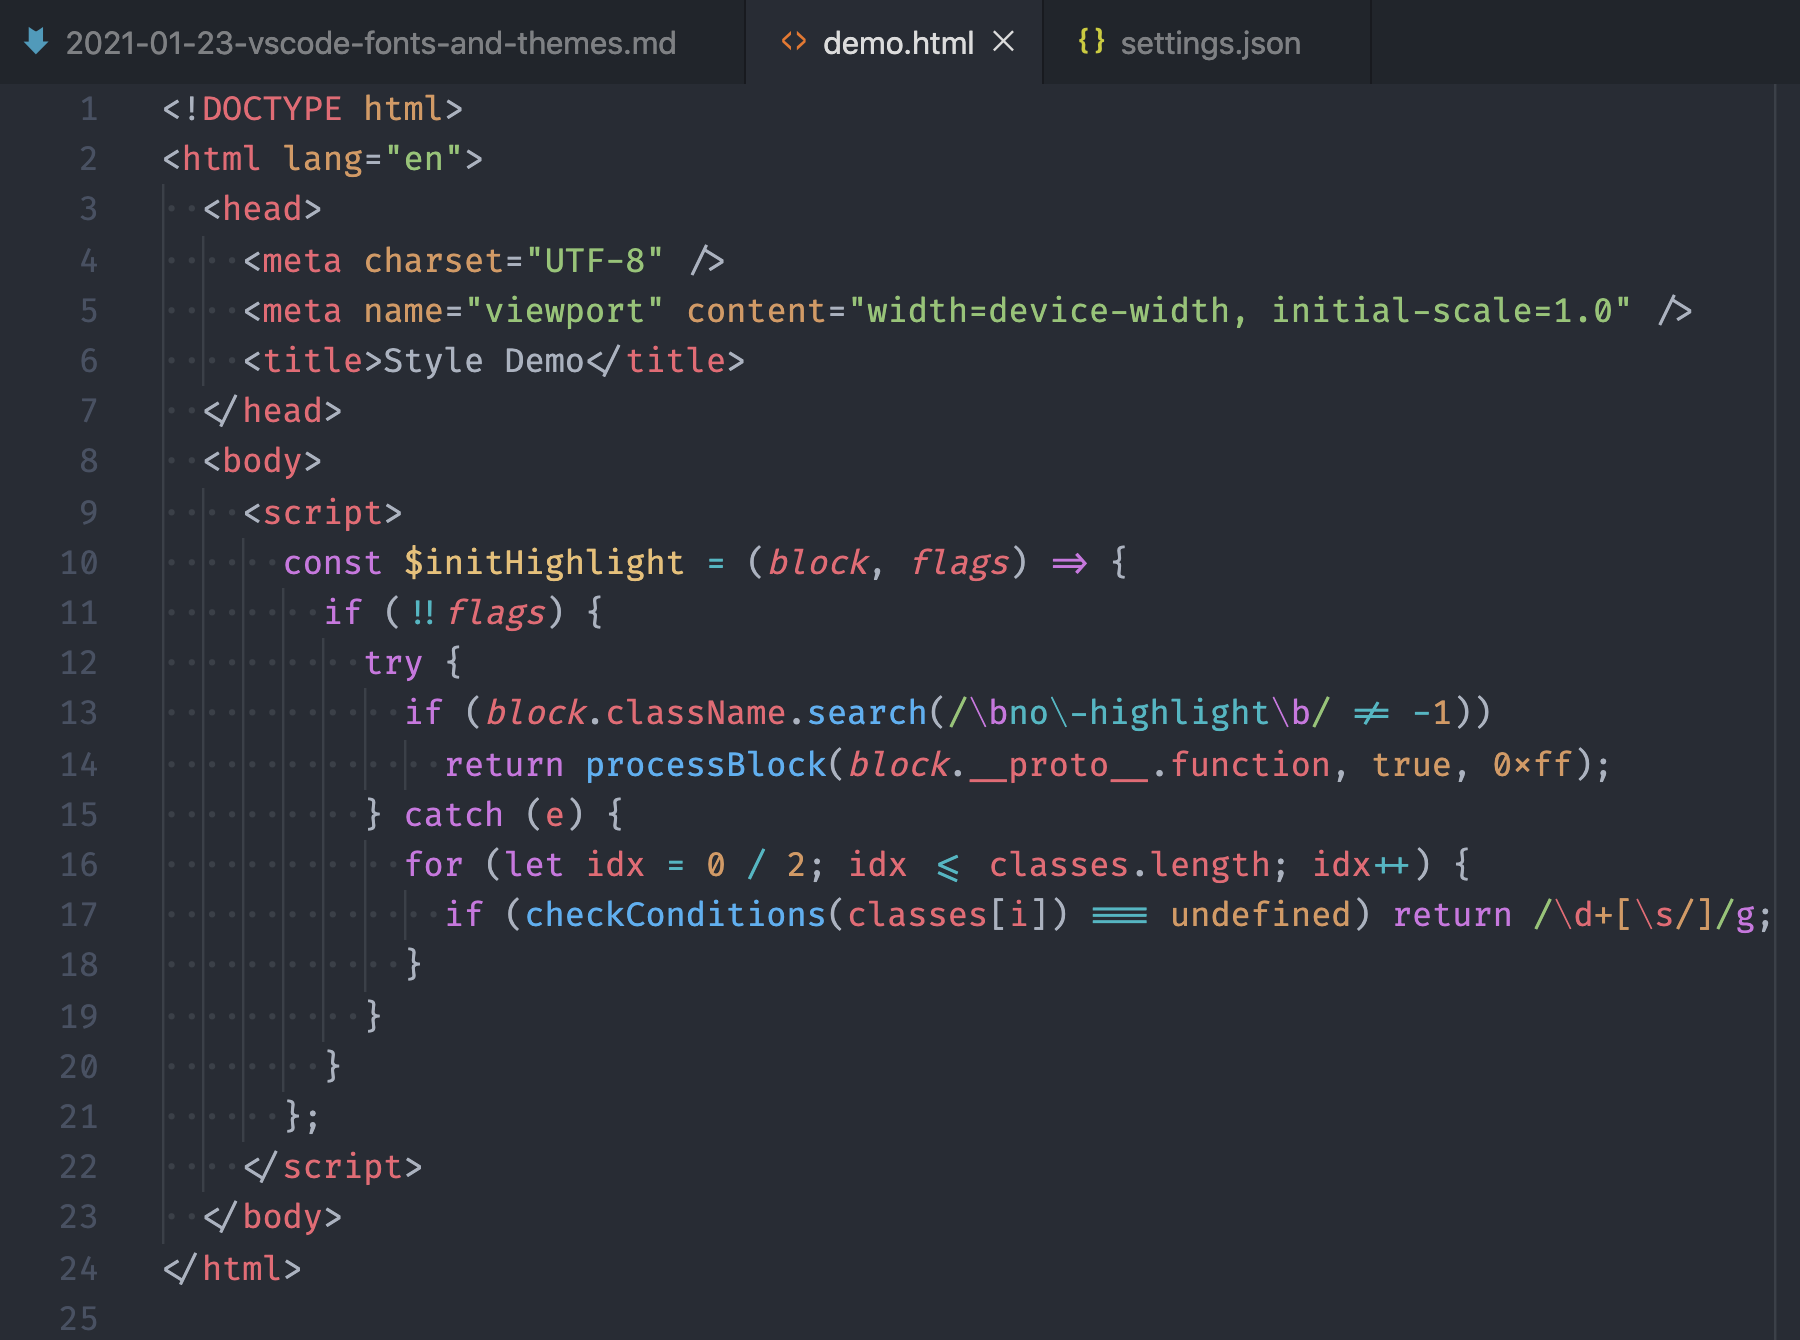 2021-01-23-vscode-fonts-and-themes.md
<> demo.html ×
{} settings.json
1 <!DOCTYPE html>
2 <html lang="en">
3 ··<head>
4 ····<meta charset="UTF-8" />
5 ····<meta name="viewport" content="width=device-width, initial-scale=1.0" />
6 ····<title>Style Demo</title>
7 ··</head>
8 ··<body>
9 ····<script>
10 ······const $initHighlight = (block, flags) => {
11 ········if (!!flags) {
12 ··········try {
13 ············if (block.className.search(/\bno\-highlight\b/ != -1))
14 ··············return processBlock(block.__proto__.function, true, 0xff);
15 ··········} catch (e) {
16 ············for (let idx = 0 / 2; idx <= classes.length; idx++) {
17 ··············if (checkConditions(classes[i]) === undefined) return /\d+[\s/]/g;
18 ············}
19 ··········}
20 ········}
21 ······};
22 ····</script>
23 ··</body>
24 </html>
25